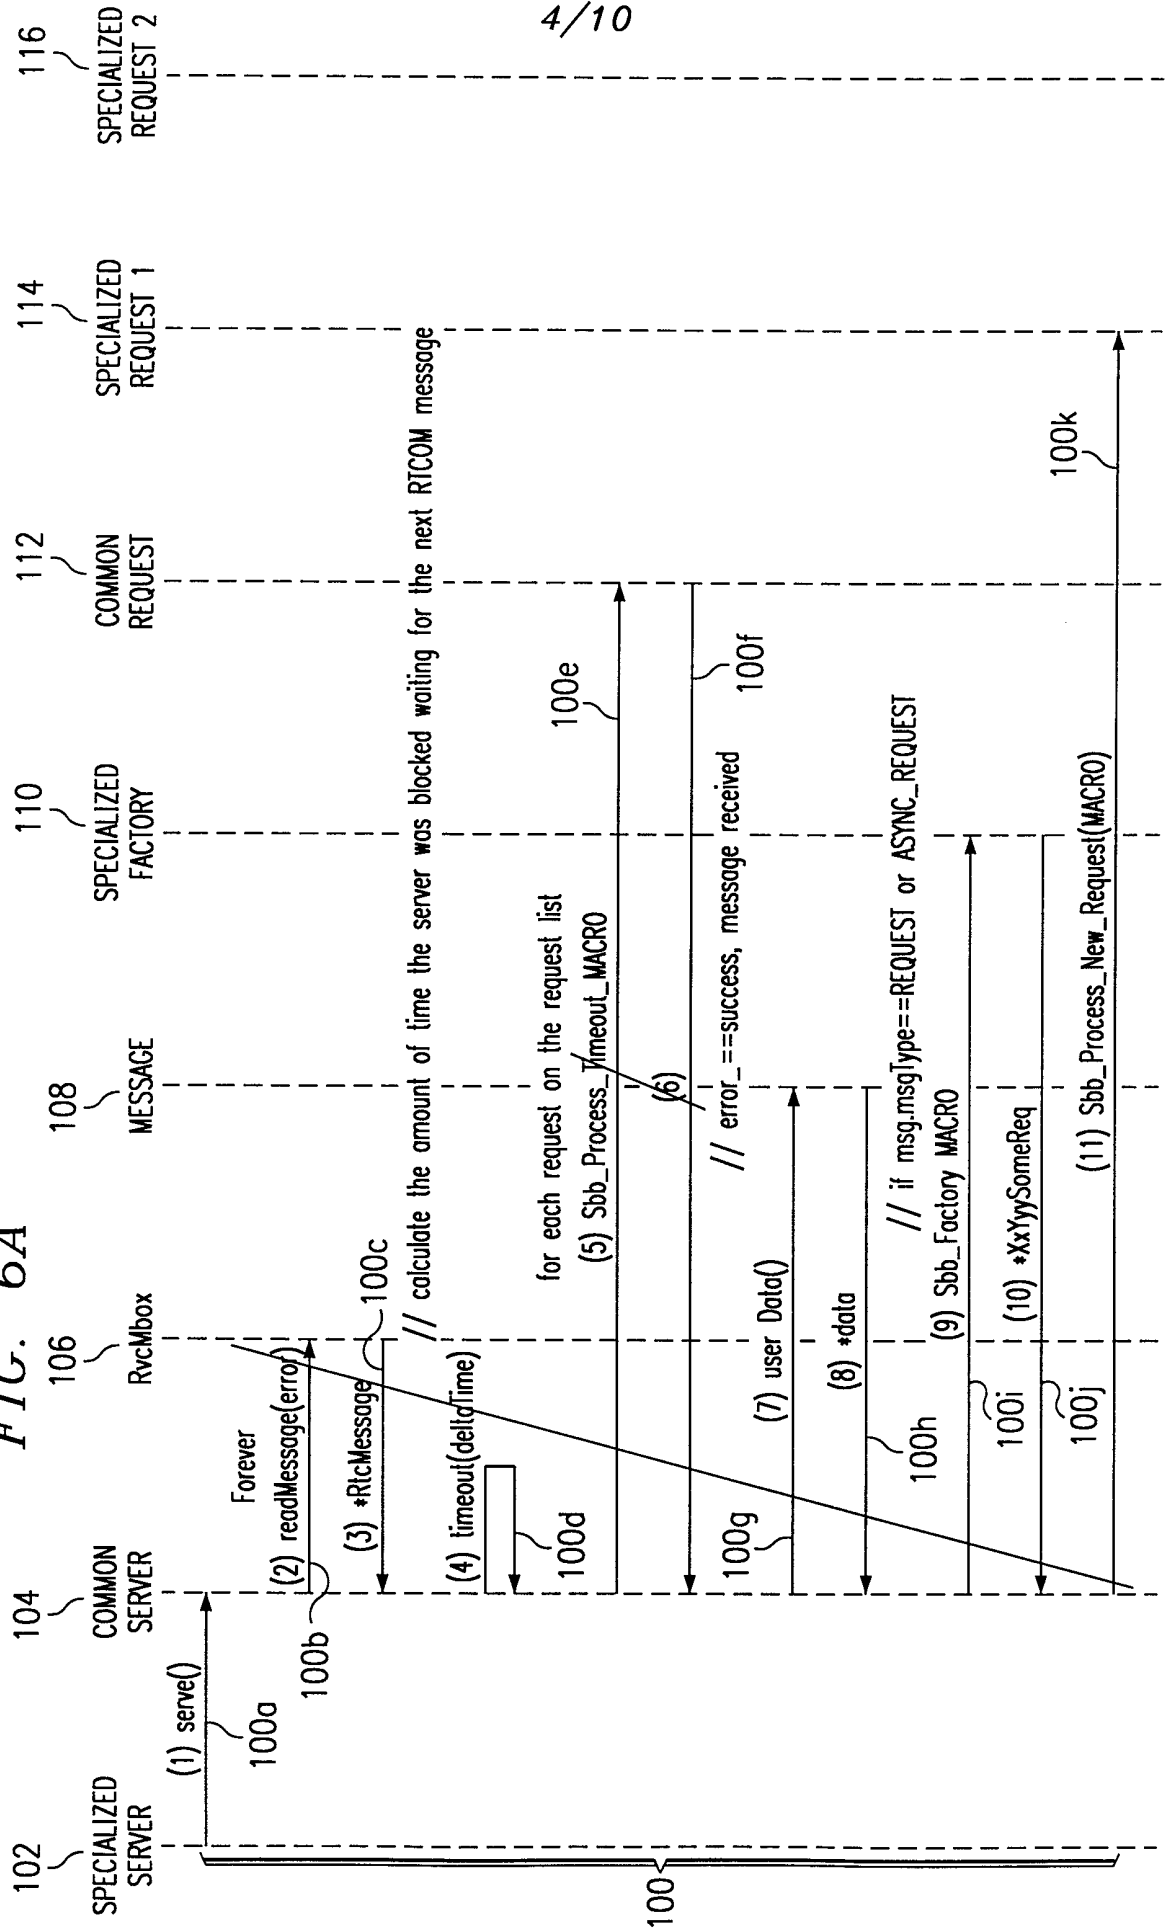 4/10
FIG. 6A
102
SPECIALIZED
SERVER
104
COMMON
SERVER
106
RvcMbox
108
MESSAGE
110
SPECIALIZED
FACTORY
112
COMMON
REQUEST
114
SPECIALIZED
REQUEST 1
116
SPECIALIZED
REQUEST 2
(1) serve()
100a
Forever
(2) readMessage(error)
100b
(3) *RtcMessage
100c
// calculate the amount of time the server was blocked waiting for the next RTCOM message
(4) timeout(deltaTime)
100d
for each request on the request list
(5) Sbb_Process_Timeout_MACRO
100e
(6)
100f
// error_==success, message received
(7) user Data()
100g
(8) *data
100h
// if msg.msgType==REQUEST or ASYNC_REQUEST
(9) Sbb_Factory MACRO
100i
(10) *XxYyySomeReq
100j
(11) Sbb_Process_New_Request(MACRO)
100k
100